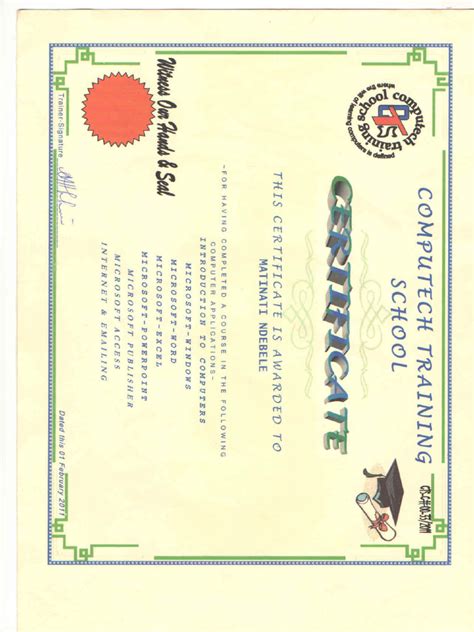 computech training school
COMPUTECH TRAINING
SCHOOL
CERTIFICATE
THIS CERTIFICATE IS AWARDED TO
MATINATI NDEBELE
~FOR HAVING COMPLETED A COURSE IN THE FOLLOWING
COMPUTER APPLICATIONS~
INTRODUCTION TO COMPUTERS
MICROSOFT-WINDOWS
MICROSOFT-WORD
MICROSOFT-EXCEL
MICROSOFT-POWERPOINT
MICROSOFT PUBLISHER
MICROSOFT ACCESS
INTERNET & EMAILING
Witness Our Hands & Seal
Trainer Signature
Dated this 01 February 2011